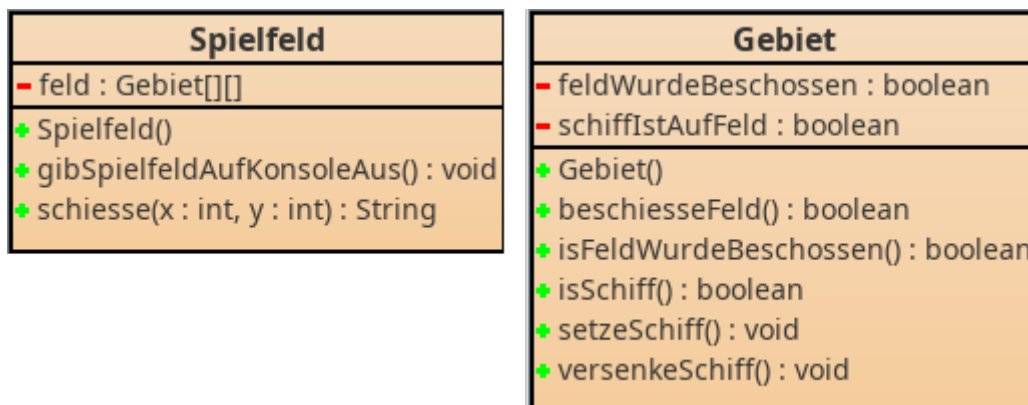 Spielfeld
- feld : Gebiet[][]
+ Spielfeld()
+ gibSpielfeldAufKonsoleAus() : void
+ schiesse(x : int, y : int) : String
Gebiet
- feldWurdeBeschossen : boolean
- schiffIstAufFeld : boolean
+ Gebiet()
+ beschiesseFeld() : boolean
+ isFeldWurdeBeschossen() : boolean
+ isSchiff() : boolean
+ setzeSchiff() : void
+ versenkeSchiff() : void